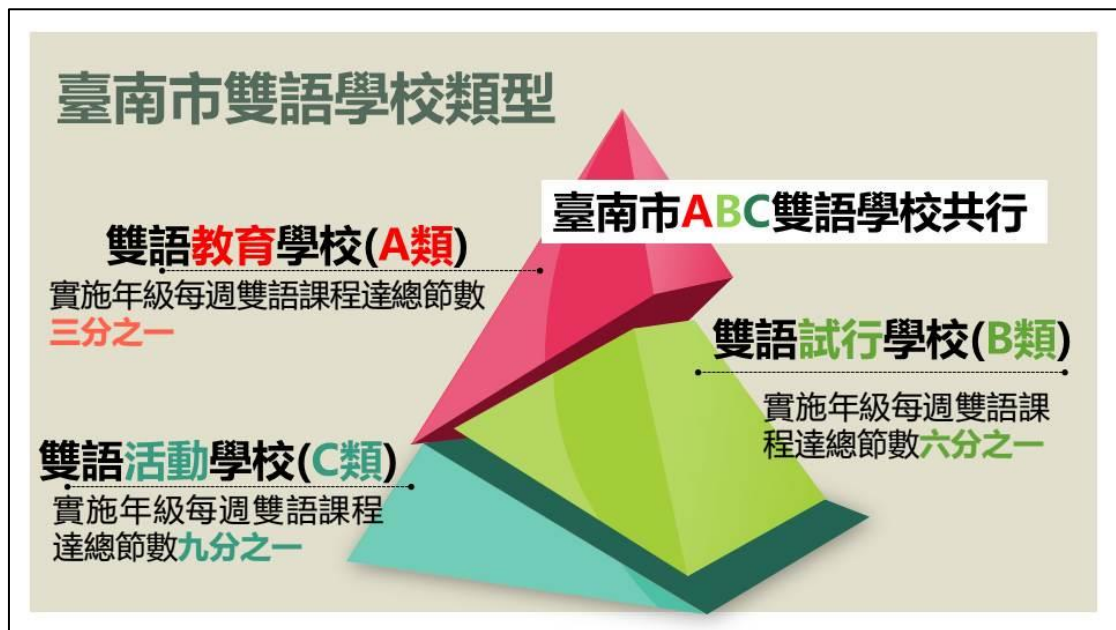 臺南市雙語學校類型
臺南市ABC雙語學校共行
雙語教育學校(A類)
實施年級每週雙語課程達總節數
三分之一
雙語試行學校(B類)
實施年級每週雙語課
程達總節數六分之一
雙語活動學校(C類)
實施年級每週雙語課程
達總節數九分之一